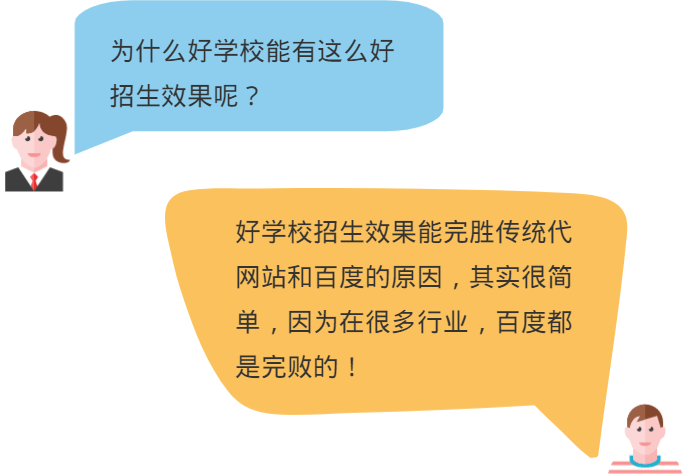 为什么好学校能有这么好
招生效果呢？
好学校招生效果能完胜传统代
网站和百度的原因，其实很简
单，因为在很多行业，百度都
是完败的！